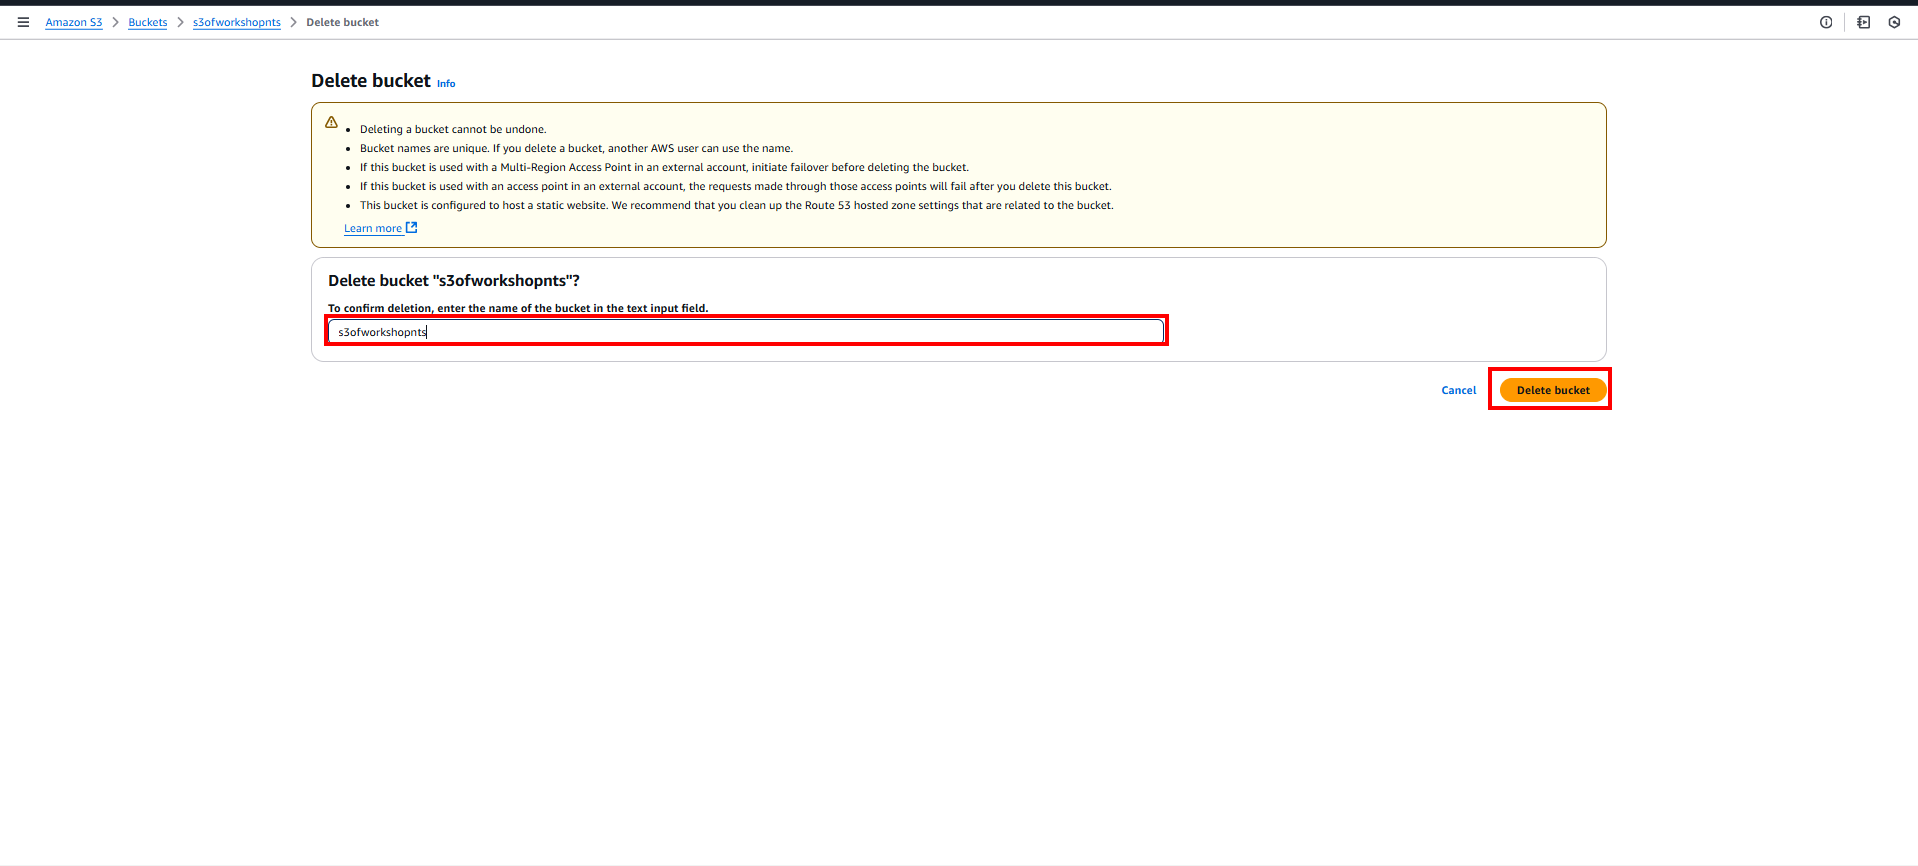 Amazon S3 > Buckets > s3ofworkshopnts > Delete bucket
Delete bucket Info
Deleting a bucket cannot be undone.
Bucket names are unique. If you delete a bucket, another AWS user can use the name.
If this bucket is used with a Multi-Region Access Point in an external account, initiate failover before deleting the bucket.
If this bucket is used with an access point in an external account, the requests made through those access points will fail after you delete this bucket.
This bucket is configured to host a static website. We recommend that you clean up the Route 53 hosted zone settings that are related to the bucket.
Learn more
Delete bucket "s3ofworkshopnts"?
To confirm deletion, enter the name of the bucket in the text input field.
s3ofworkshopnts
Cancel Delete bucket